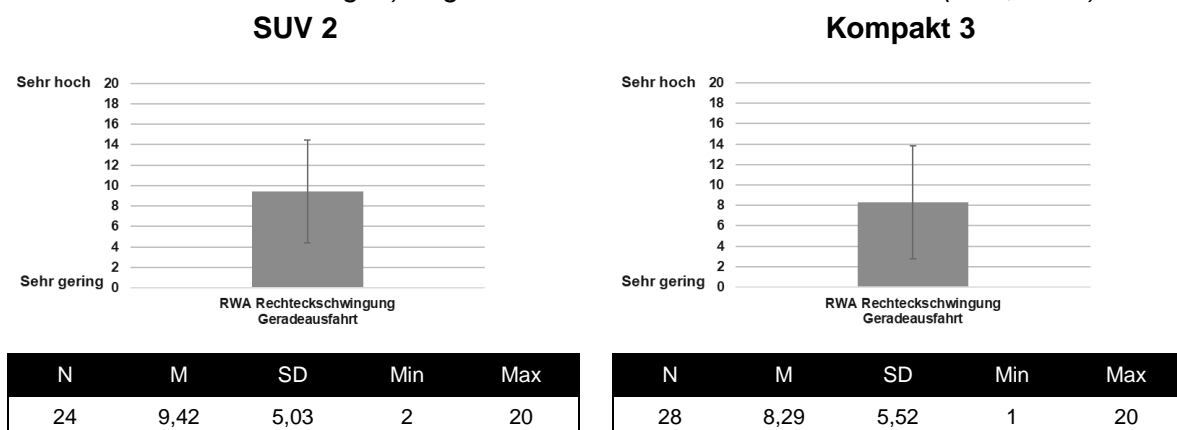 SUV 2
Sehr hoch 20
18
16
14
12
10
8
6
4
2
Sehr gering 0
RWA Rechteckschwingung
Geradeausfahrt
N M SD Min Max
24 9,42 5,03 2 20
Kompakt 3
Sehr hoch 20
18
16
14
12
10
8
6
4
2
Sehr gering 0
RWA Rechteckschwingung
Geradeausfahrt
N M SD Min Max
28 8,29 5,52 1 20